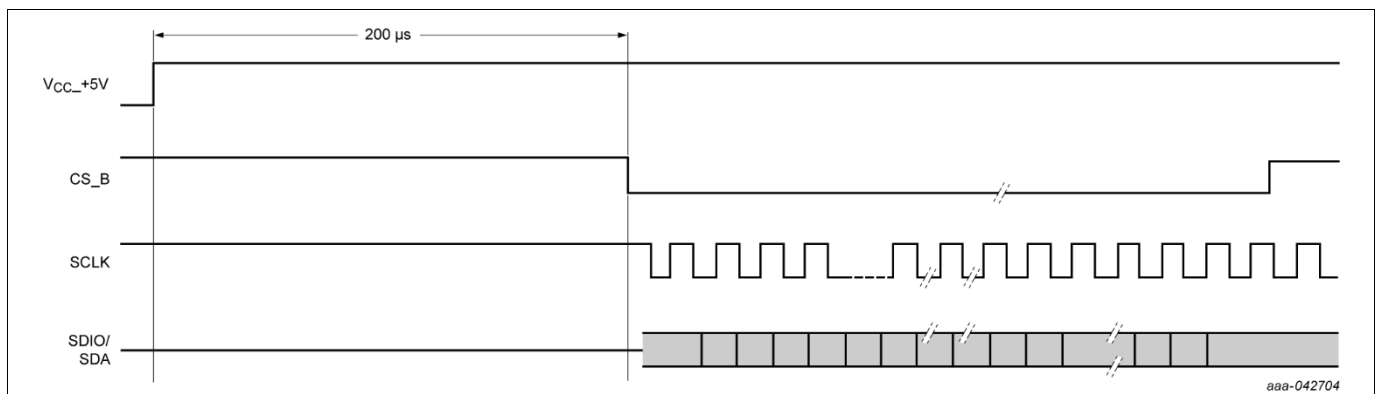 200 µs
VCC_+5V
CS_B
SCLK
SDIO/
SDA
aaa-042704